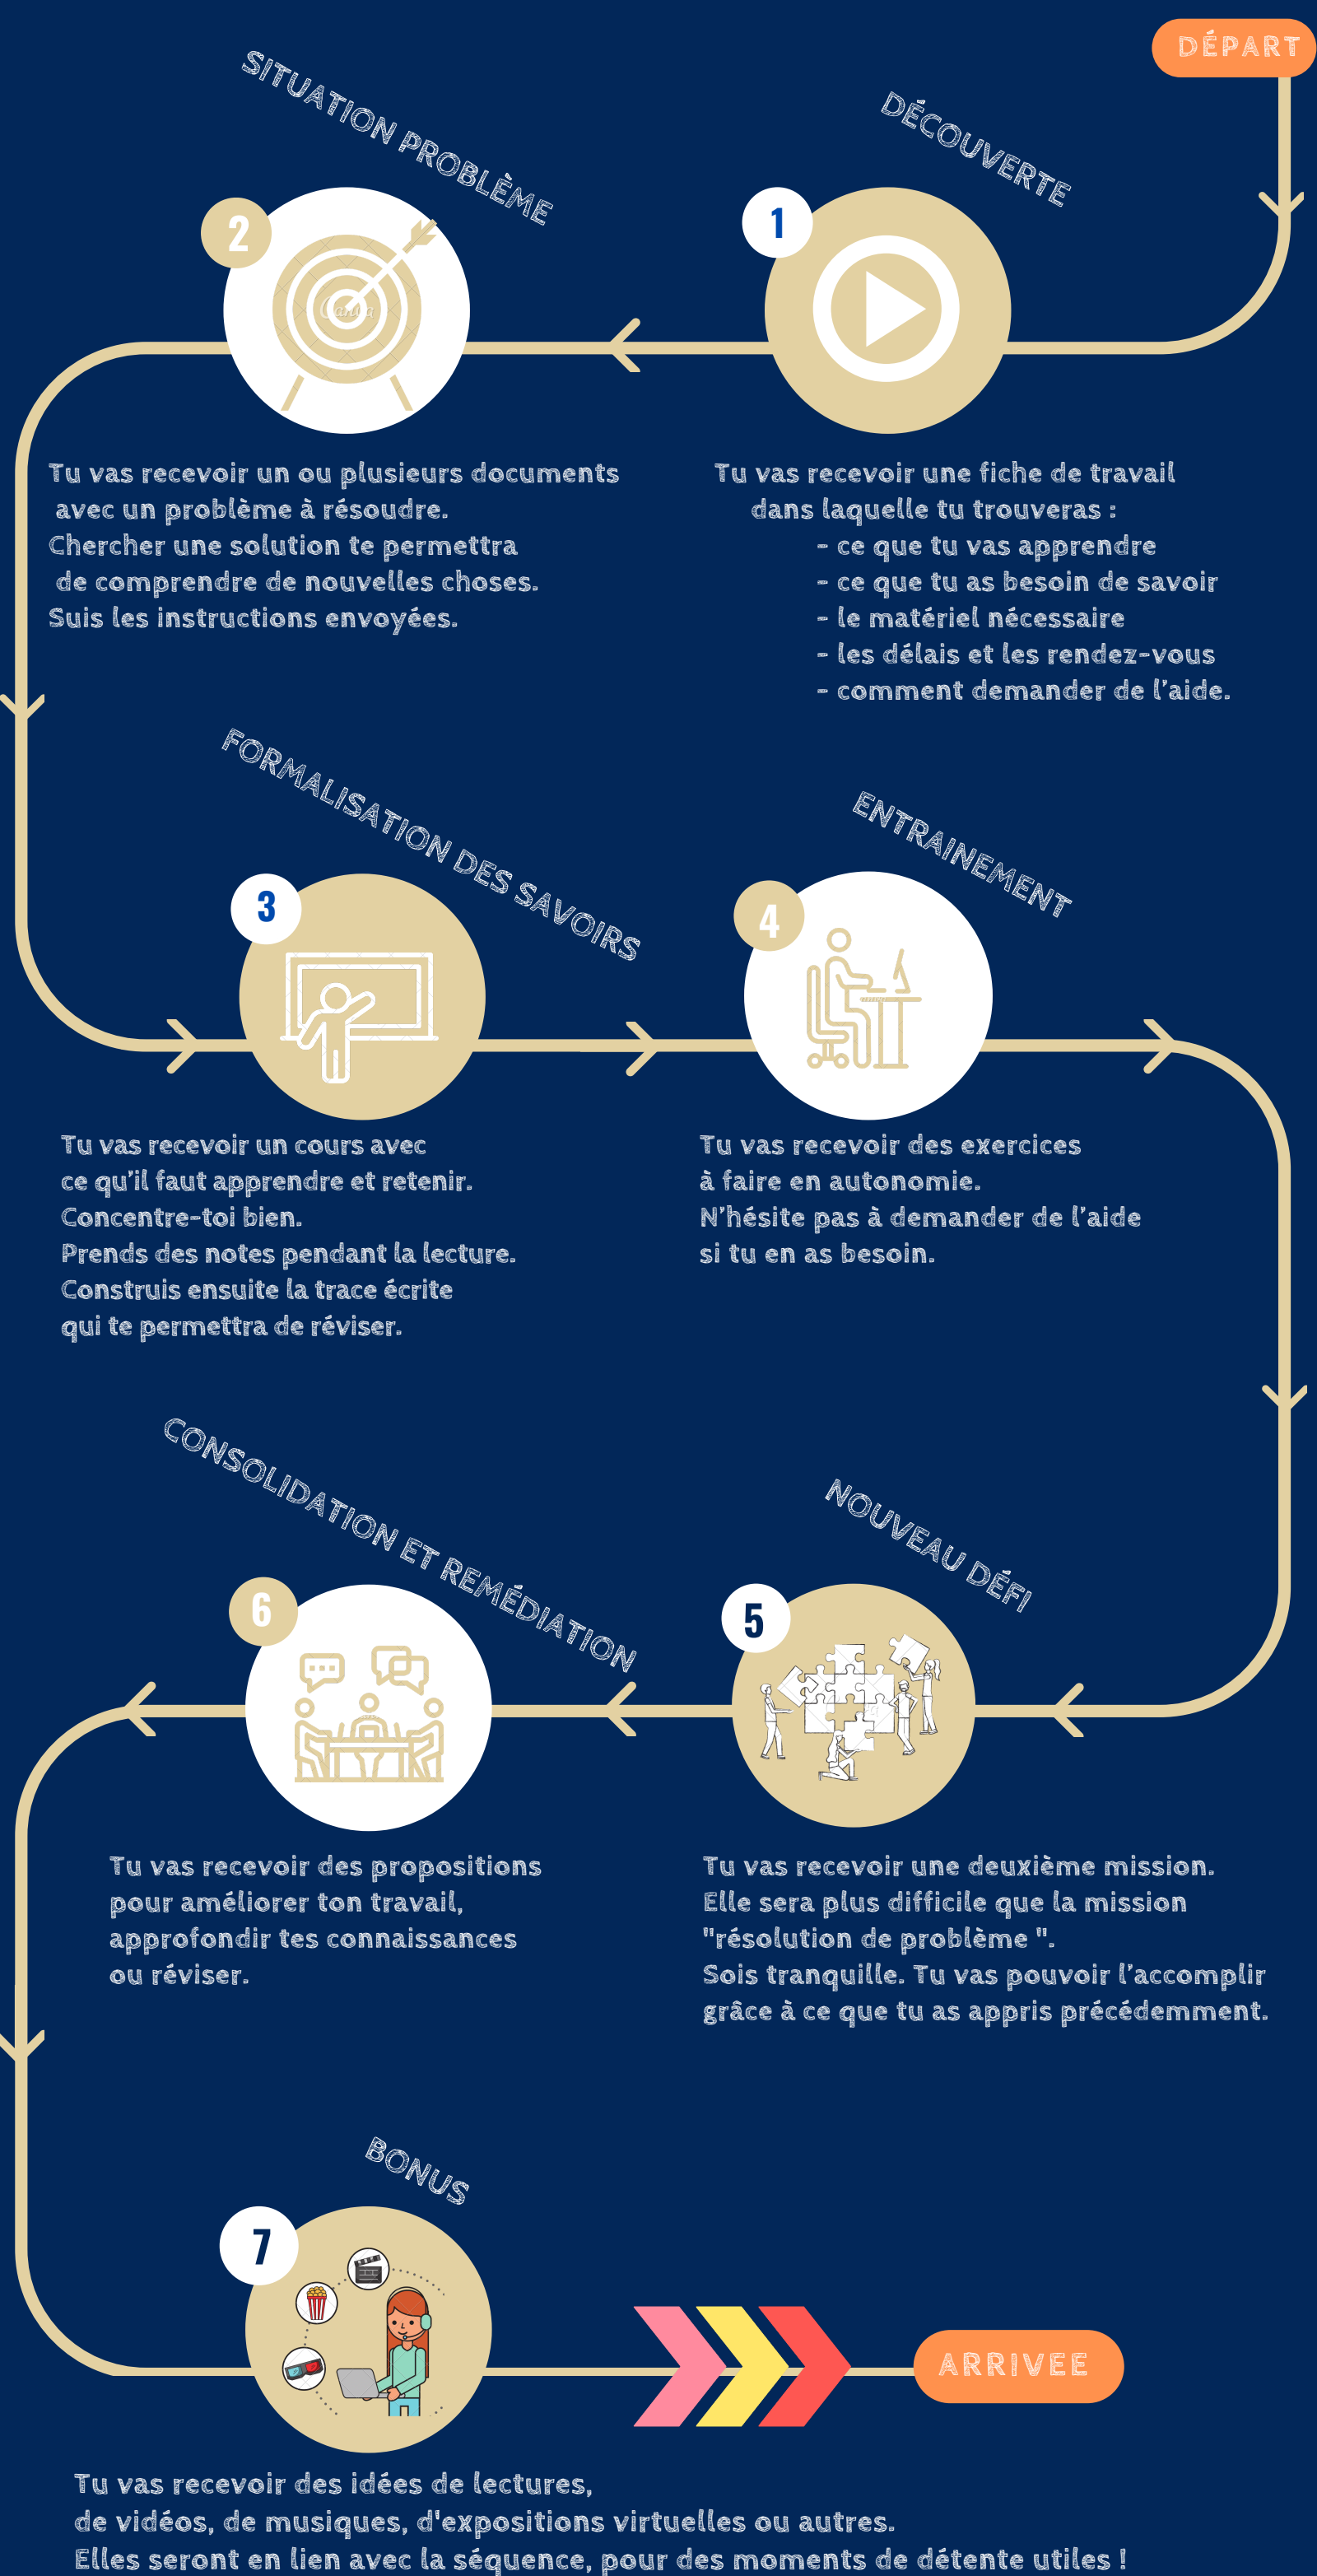 DÉPART
DÉCOUVERTE
1
Tu vas recevoir une fiche de travail
dans laquelle tu trouveras :
- ce que tu vas apprendre
- ce que tu as besoin de savoir
- le matériel nécessaire
- les délais et les rendez-vous
- comment demander de l'aide.
SITUATION PROBLÈME
2
Canva
Tu vas recevoir un ou plusieurs documents
avec un problème à résoudre.
Chercher une solution te permettra
de comprendre de nouvelles choses.
Suis les instructions envoyées.
FORMALISATION DES SAVOIRS
3
Tu vas recevoir un cours avec
ce qu'il faut apprendre et retenir.
Concentre-toi bien.
Prends des notes pendant la lecture.
Construis ensuite la trace écrite
qui te permettra de réviser.
ENTRAINEMENT
4
Tu vas recevoir des exercices
à faire en autonomie.
N'hésite pas à demander de l'aide
si tu en as besoin.
NOUVEAU DÉFI
5
Tu vas recevoir une deuxième mission.
Elle sera plus difficile que la mission
"résolution de problème ".
Sois tranquille. Tu vas pouvoir l'accomplir
grâce à ce que tu as appris précédemment.
CONSOLIDATION ET REMÉDIATION
6
Tu vas recevoir des propositions
pour améliorer ton travail,
approfondir tes connaissances
ou réviser.
BONUS
7
ARRIVEE
Tu vas recevoir des idées de lectures,
de vidéos, de musiques, d'expositions virtuelles ou autres.
Elles seront en lien avec la séquence, pour des moments de détente utiles !